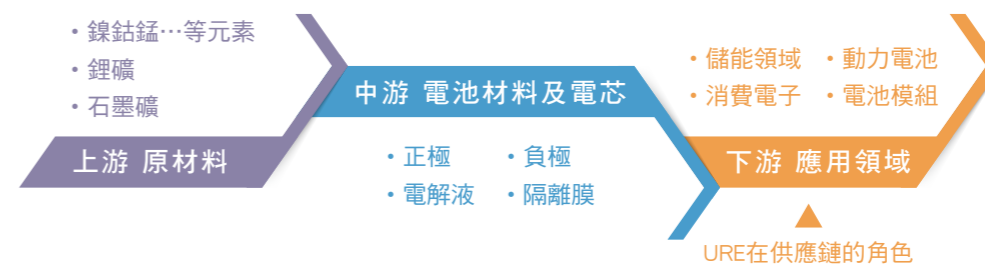 ・鎳鈷錳…等元素
・鋰礦
・石墨礦
上游 原材料
中游 電池材料及電芯
・正極 ・負極
・電解液 ・隔離膜
・儲能領域 ・動力電池
・消費電子 ・電池模組
下游 應用領域
URE在供應鏈的角色